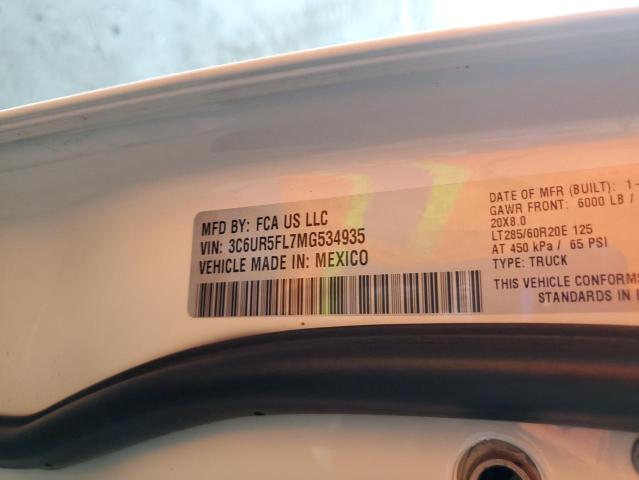 MFD BY: FCA US LLC
VIN: 3C6UR5FL7MG534935
VEHICLE MADE IN: MEXICO
DATE OF MFR (BUILT): 1-
GAWR FRONT: 6000 LB /
20X8.0
LT285/60R20E 125
AT 450 kPa / 65 PSI
TYPE: TRUCK
THIS VEHICLE CONFORMS
STANDARDS IN